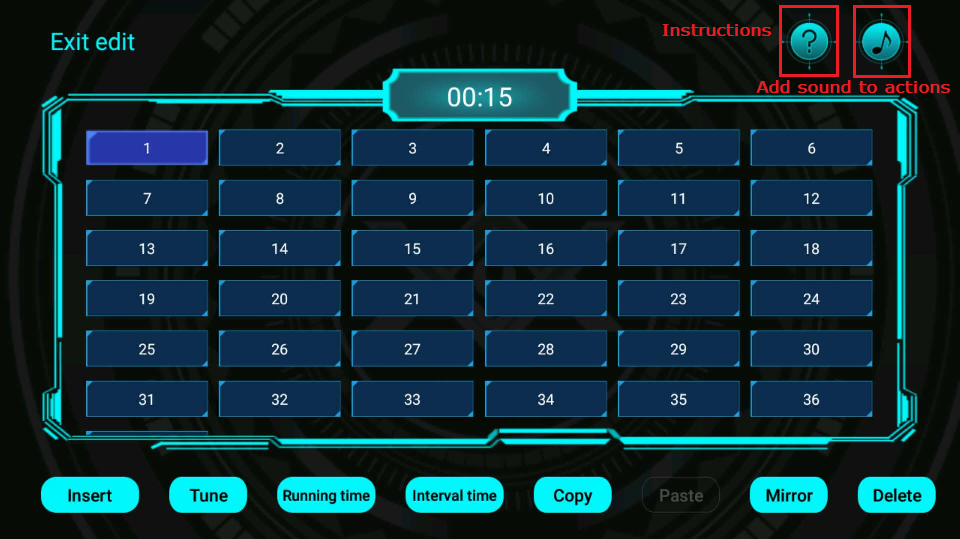 Exit edit
Instructions
?
Add sound to actions
00:15
1 2 3 4 5 6
7 8 9 10 11 12
13 14 15 16 17 18
19 20 21 22 23 24
25 26 27 28 29 30
31 32 33 34 35 36
Insert Tune Running time Interval time Copy Paste Mirror Delete